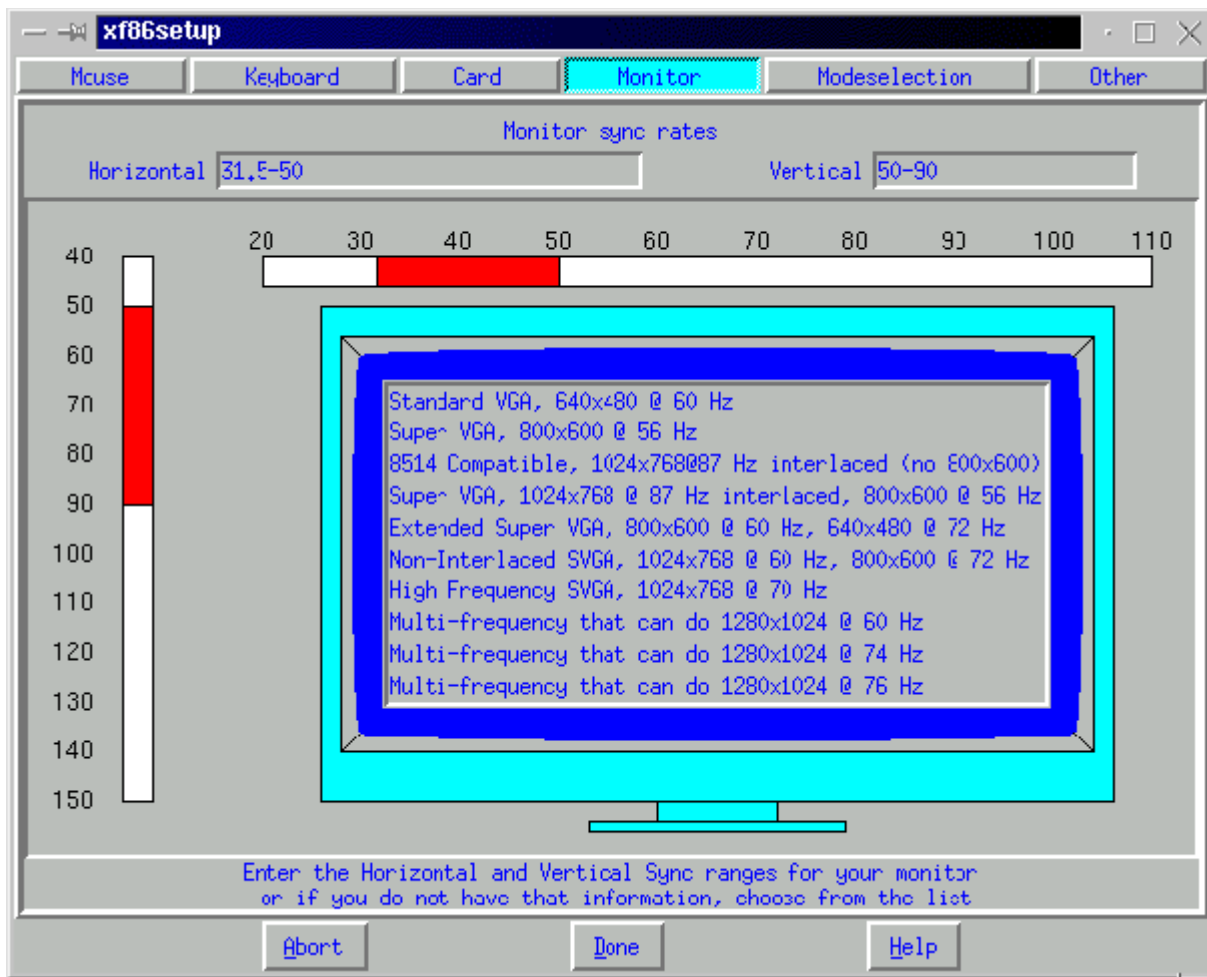 xf86setup
Mouse Keyboard Card Monitor Modeselection Other
Monitor sync rates
Horizontal 31.5-50 Vertical 50-90
20 30 40 50 60 70 80 90 100 110
40
50
60
70
80
90
100
110
120
130
140
150
Standard VGA, 640x480 @ 60 Hz
Super VGA, 800x600 @ 56 Hz
8514 Compatible, 1024x768@87 Hz interlaced (no 800x600)
Super VGA, 1024x768 @ 87 Hz interlaced, 800x600 @ 56 Hz
Extended Super VGA, 800x600 @ 60 Hz, 640x480 @ 72 Hz
Non-Interlaced SVGA, 1024x768 @ 60 Hz, 800x600 @ 72 Hz
High Frequency SVGA, 1024x768 @ 70 Hz
Multi-frequency that can do 1280x1024 @ 60 Hz
Multi-frequency that can do 1280x1024 @ 74 Hz
Multi-frequency that can do 1280x1024 @ 76 Hz
Enter the Horizontal and Vertical Sync ranges for your monitor
or if you do not have that information, choose from the list
Abort Done Help